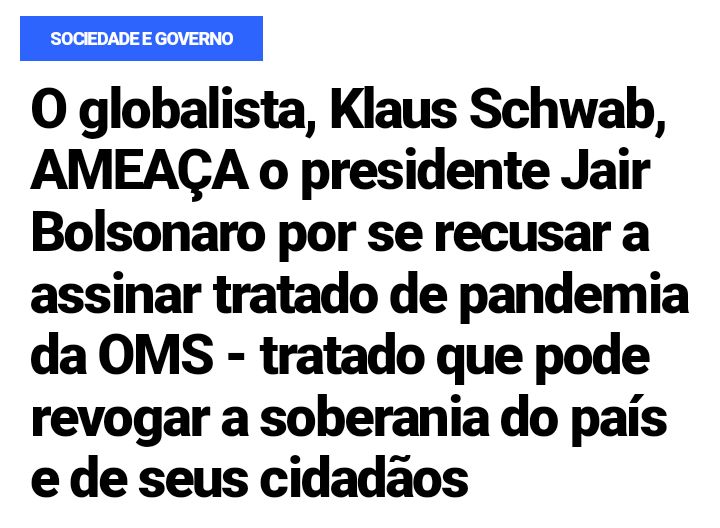 SOCIEDADE E GOVERNO
O globalista, Klaus Schwab,
AMEAÇA o presidente Jair
Bolsonaro por se recusar a
assinar tratado de pandemia
da OMS - tratado que pode
revogar a soberania do país
e de seus cidadãos